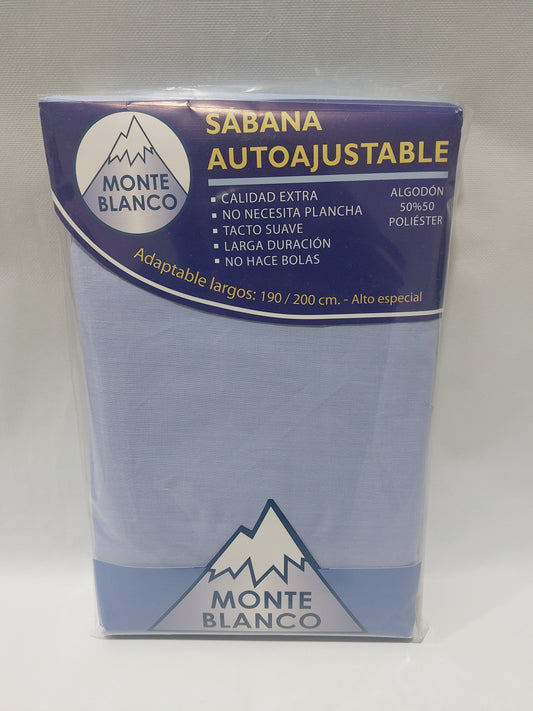 MONTE
BLANCO
SÁBANA
AUTOAJUSTABLE
▪ CALIDAD EXTRA
▪ NO NECESITA PLANCHA
▪ TACTO SUAVE
▪ LARGA DURACIÓN
▪ NO HACE BOLAS
ALGODÓN
50%50
POLIÉSTER
Adaptable largos: 190 / 200 cm. - Alto especial
MONTE
BLANCO